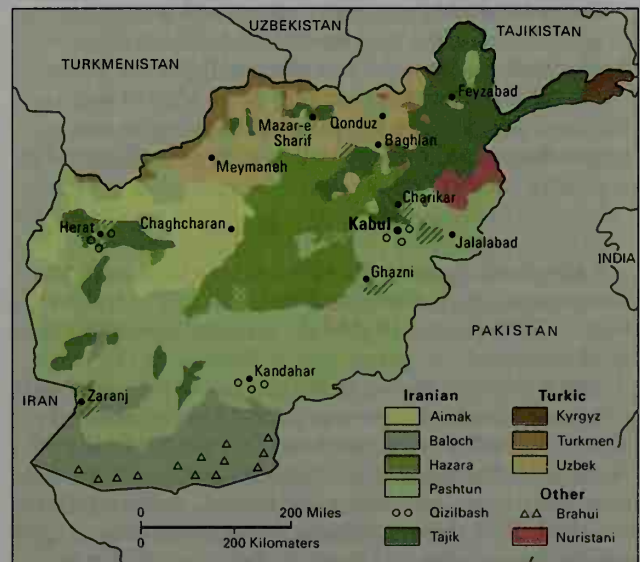 UZBEKISTAN
TAJIKISTAN
TURKMENISTAN
Feyzabad
Mazar-e
Sharif
Qonduz
Baghlan
Meymaneh
Charikar
Herat
Chaghcharan
Kabul
Jalalabad
Ghazni
INDIA
PAKISTAN
Kandahar
IRAN
Zaranj
Iranian
Aimak
Baloch
Hazara
Pashtun
Qizilbash
Tajik
Turkic
Kyrgyz
Turkmen
Uzbek
Other
Brahui
Nuristani
0 200 Miles
0 200 Kilomaters